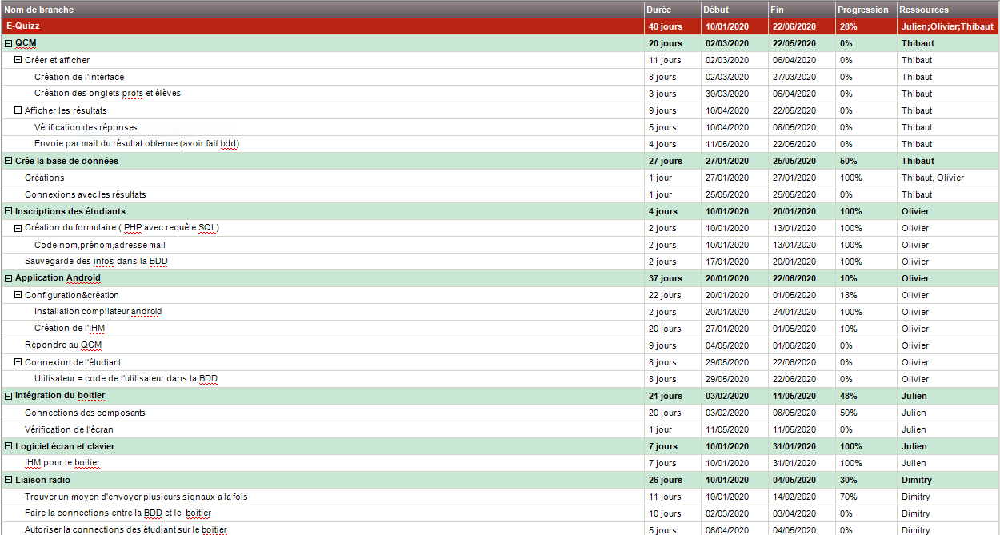 Nom de branche Durée Début Fin Progression Ressources
E-Quizz 40 jours 10/01/2020 22/06/2020 28% Julien;Olivier;Thibaut
QCM 20 jours 02/03/2020 22/05/2020 0% Thibaut
Créer et afficher 11 jours 02/03/2020 06/04/2020 0% Thibaut
Création de l'interface 8 jours 02/03/2020 27/03/2020 0% Thibaut
Création des onglets profs et élèves 3 jours 30/03/2020 06/04/2020 0% Thibaut
Afficher les résultats 9 jours 10/04/2020 22/05/2020 0% Thibaut
Vérification des réponses 5 jours 10/04/2020 08/05/2020 0% Thibaut
Envoie par mail du résultat obtenue (avoir fait bdd) 4 jours 11/05/2020 22/05/2020 0% Thibaut
Crée la base de données 27 jours 27/01/2020 25/05/2020 50% Thibaut
Créations 1 jour 27/01/2020 27/01/2020 100% Thibaut, Olivier
Connexions avec les résultats 1 jour 25/05/2020 25/05/2020 0% Thibaut
Inscriptions des étudiants 4 jours 10/01/2020 20/01/2020 100% Olivier
Création du formulaire ( PHP avec requête SQL) 2 jours 10/01/2020 13/01/2020 100% Olivier
Code,nom,prénom,adresse mail 2 jours 10/01/2020 13/01/2020 100% Olivier
Sauvegarde des infos dans la BDD 2 jours 17/01/2020 20/01/2020 100% Olivier
Application Android 37 jours 20/01/2020 22/06/2020 10% Olivier
Configuration&création 22 jours 20/01/2020 01/05/2020 18% Olivier
Installation compilateur android 2 jours 20/01/2020 24/01/2020 100% Olivier
Création de l'IHM 20 jours 27/01/2020 01/05/2020 10% Olivier
Répondre au QCM 9 jours 04/05/2020 01/06/2020 0% Olivier
Connexion de l'étudiant 8 jours 29/05/2020 22/06/2020 0% Olivier
Utilisateur = code de l'utilisateur dans la BDD 8 jours 29/05/2020 22/06/2020 0% Olivier
Intégration du boitier 21 jours 03/02/2020 11/05/2020 48% Julien
Connections des composants 20 jours 03/02/2020 08/05/2020 50% Julien
Vérification de l'écran 1 jour 11/05/2020 11/05/2020 0% Julien
Logiciel écran et clavier 7 jours 10/01/2020 31/01/2020 100% Julien
IHM pour le boitier 7 jours 10/01/2020 31/01/2020 100% Julien
Liaison radio 26 jours 10/01/2020 04/05/2020 30% Dimitry
Trouver un moyen d'envoyer plusieurs signaux a la fois 11 jours 10/01/2020 14/02/2020 70% Dimitry
Faire la connections entre la BDD et le boitier 10 jours 02/03/2020 03/04/2020 0% Dimitry
Autoriser la connections des étudiant sur le boitier 5 jours 06/04/2020 04/05/2020 0% Dimitry